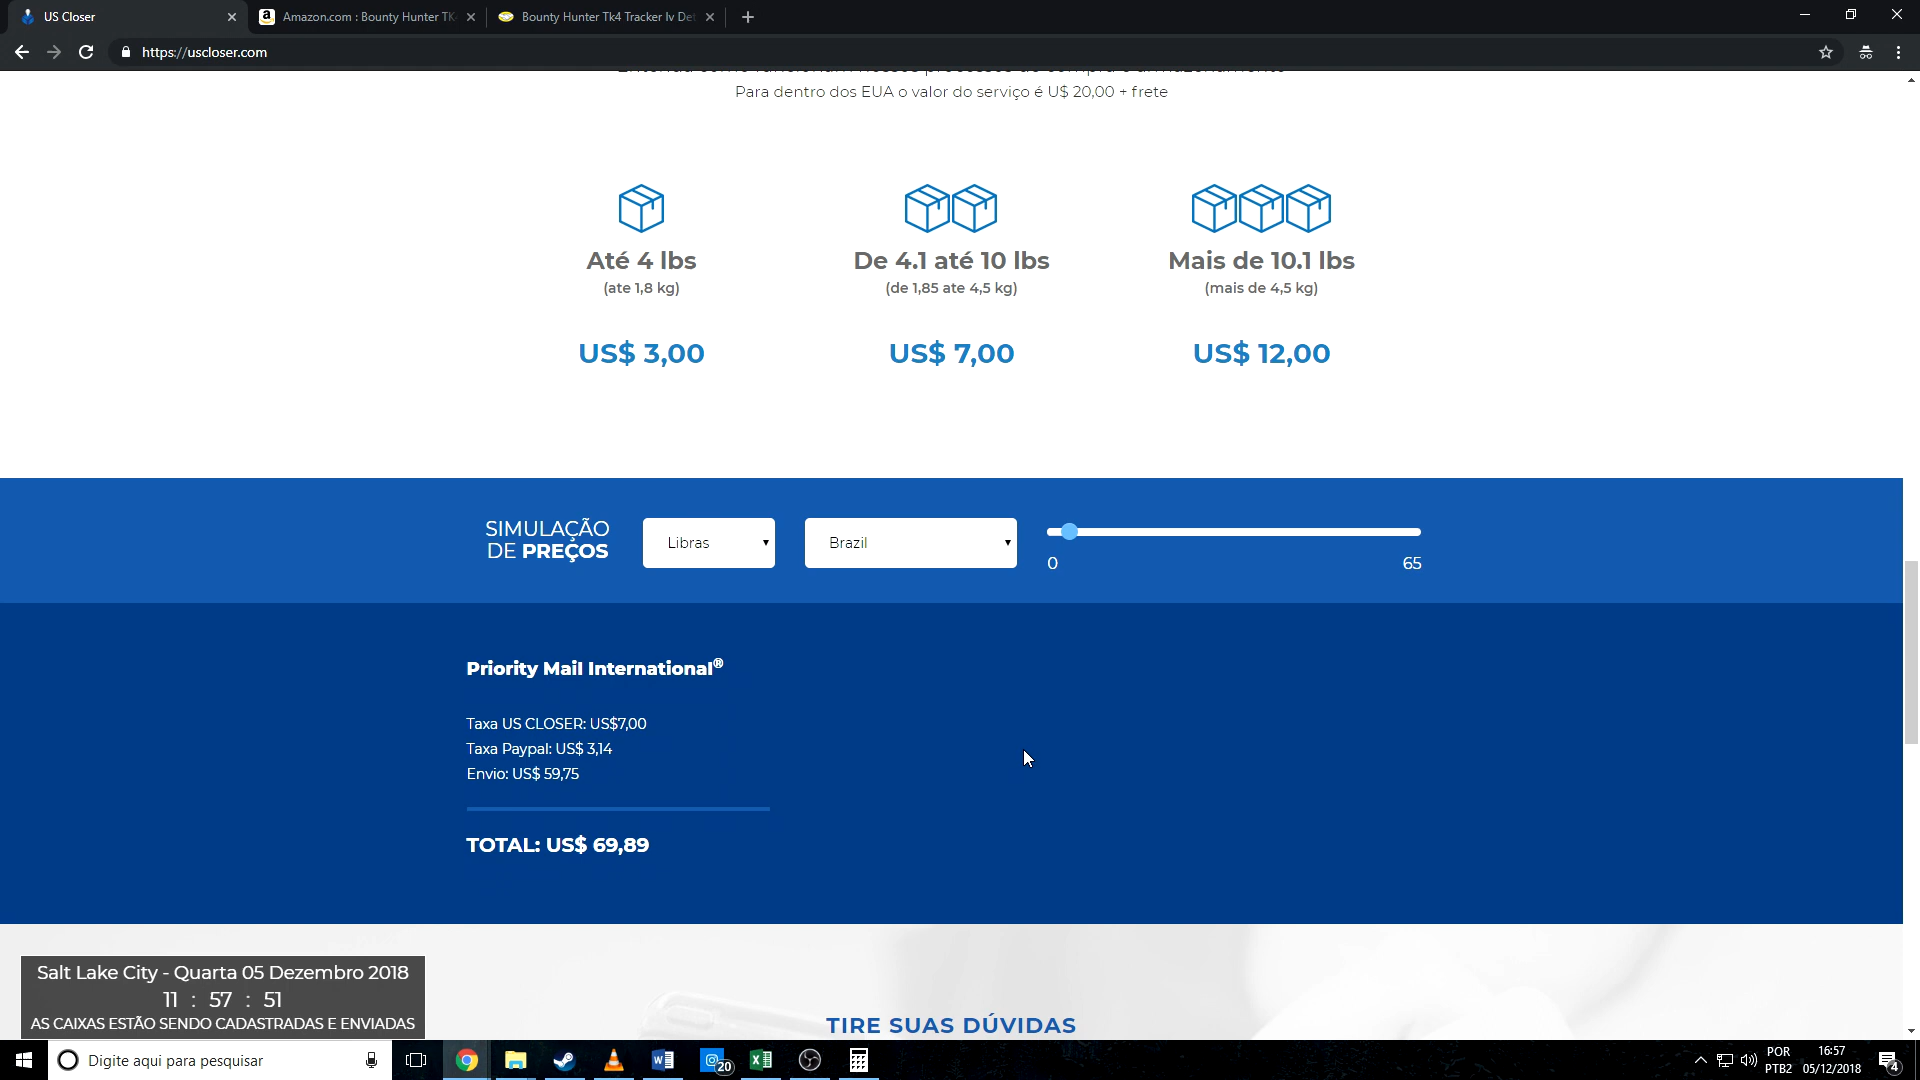 US Closer
Amazon.com : Bounty Hunter TK
Bounty Hunter Tk4 Tracker Iv Det
https://uscloser.com
Para dentro dos EUA o valor do serviço é U$ 20,00 + frete
Até 4 lbs
(ate 1,8 kg)
US$ 3,00
De 4.1 até 10 lbs
(de 1,85 ate 4,5 kg)
US$ 7,00
Mais de 10.1 lbs
(mais de 4,5 kg)
US$ 12,00
SIMULAÇÃO
DE PREÇOS
Libras
Brazil
0
65
Priority Mail International®
Taxa US CLOSER: US$7,00
Taxa Paypal: US$ 3,14
Envio: US$ 59,75
TOTAL: US$ 69,89
Salt Lake City - Quarta 05 Dezembro 2018
11 : 57 : 51
AS CAIXAS ESTÃO SENDO CADASTRADAS E ENVIADAS
TIRE SUAS DÚVIDAS
Digite aqui para pesquisar
20
POR
PTB2
16:57
05/12/2018
4